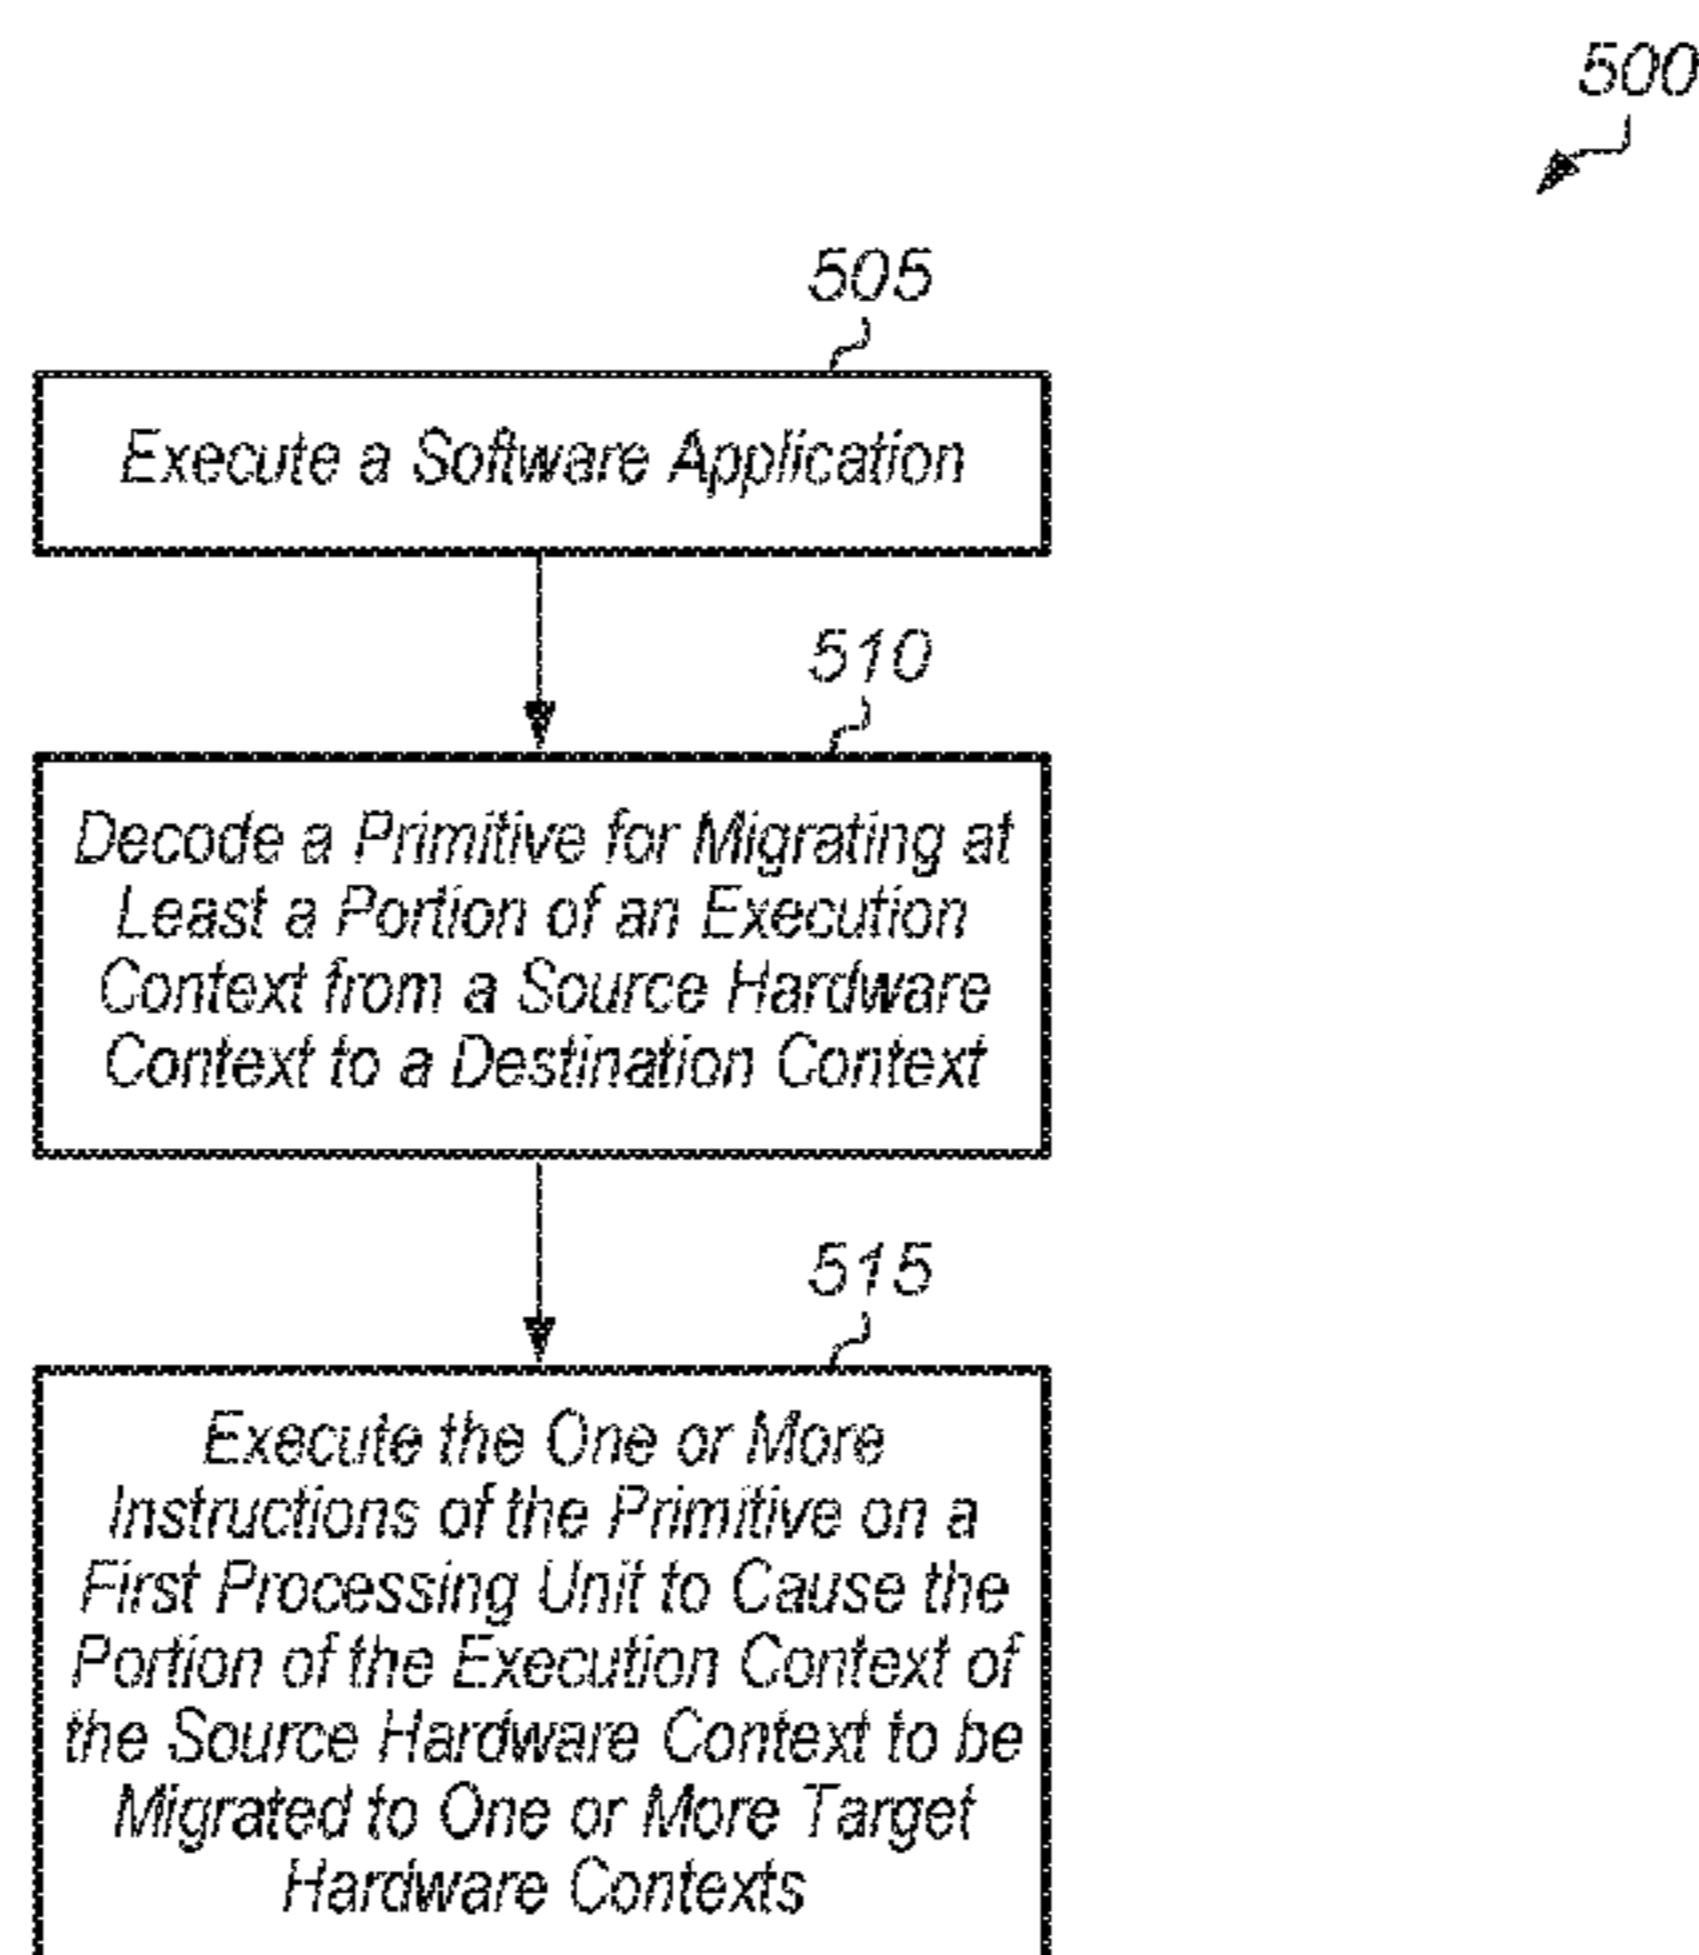 500
505
Execute a Software Application
510
Decode a Primitive for Migrating at
Least a Portion of an Execution
Context from a Source Hardware
Context to a Destination Context
515
Execute the One or More
Instructions of the Primitive on a
First Processing Unit to Cause the
Portion of the Execution Context of
the Source Hardware Context to be
Migrated to One or More Target
Hardware Contexts